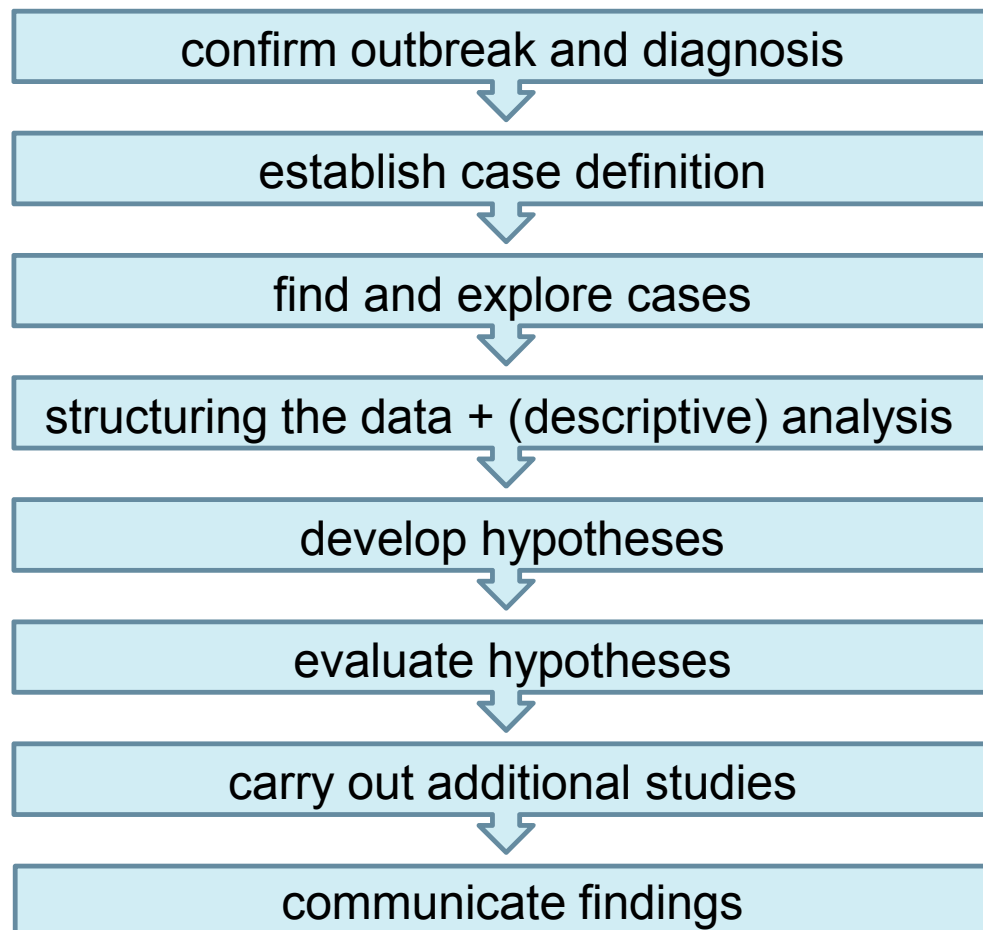 confirm outbreak and diagnosis
establish case definition
find and explore cases
structuring the data + (descriptive) analysis
develop hypotheses
evaluate hypotheses
carry out additional studies
communicate findings